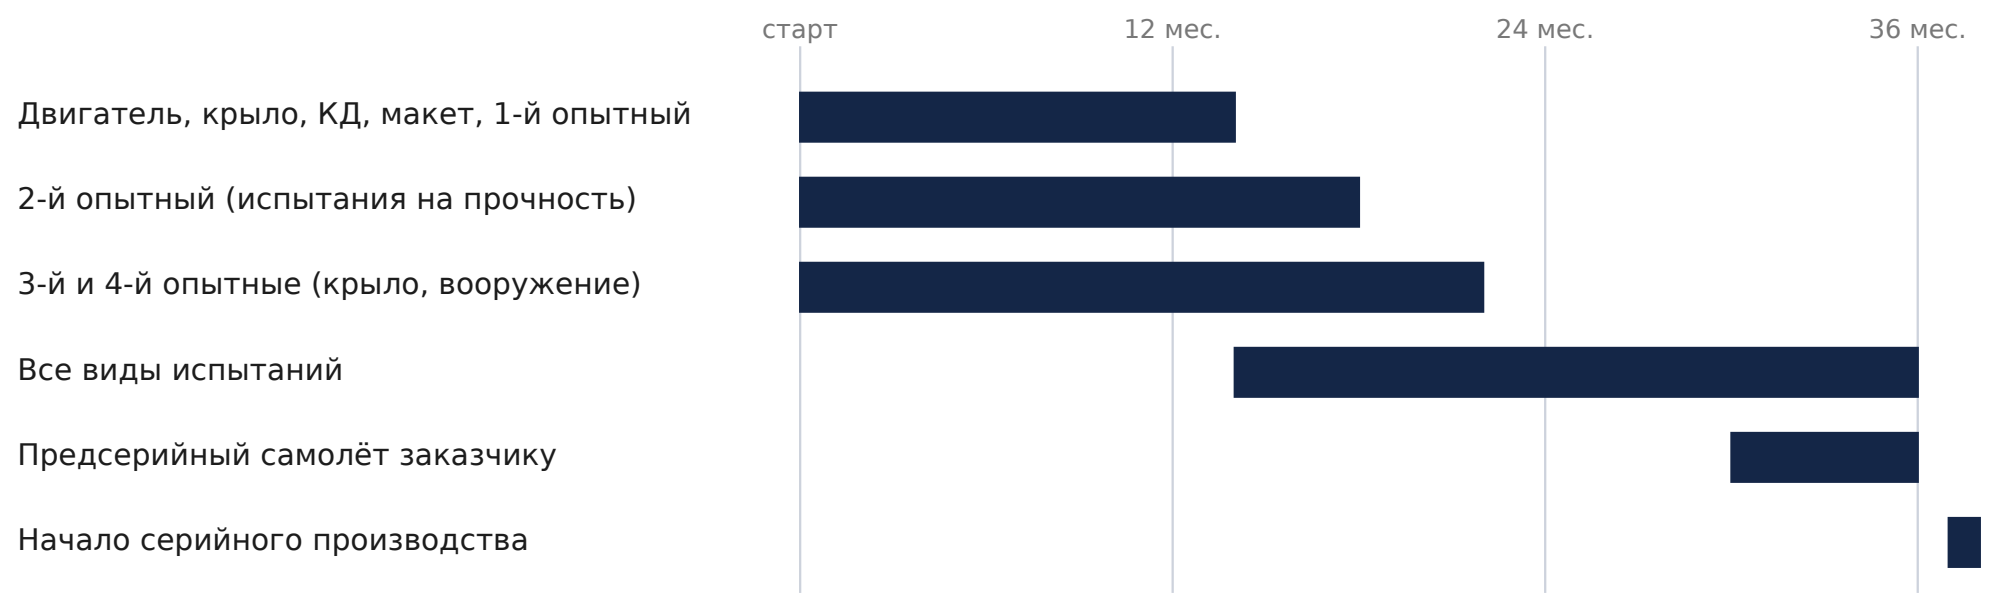 старт
12 мес.
24 мес.
36 мес.
Двигатель, крыло, КД, макет, 1-й опытный
2-й опытный (испытания на прочность)
3-й и 4-й опытные (крыло, вооружение)
Все виды испытаний
Предсерийный самолёт заказчику
Начало серийного производства